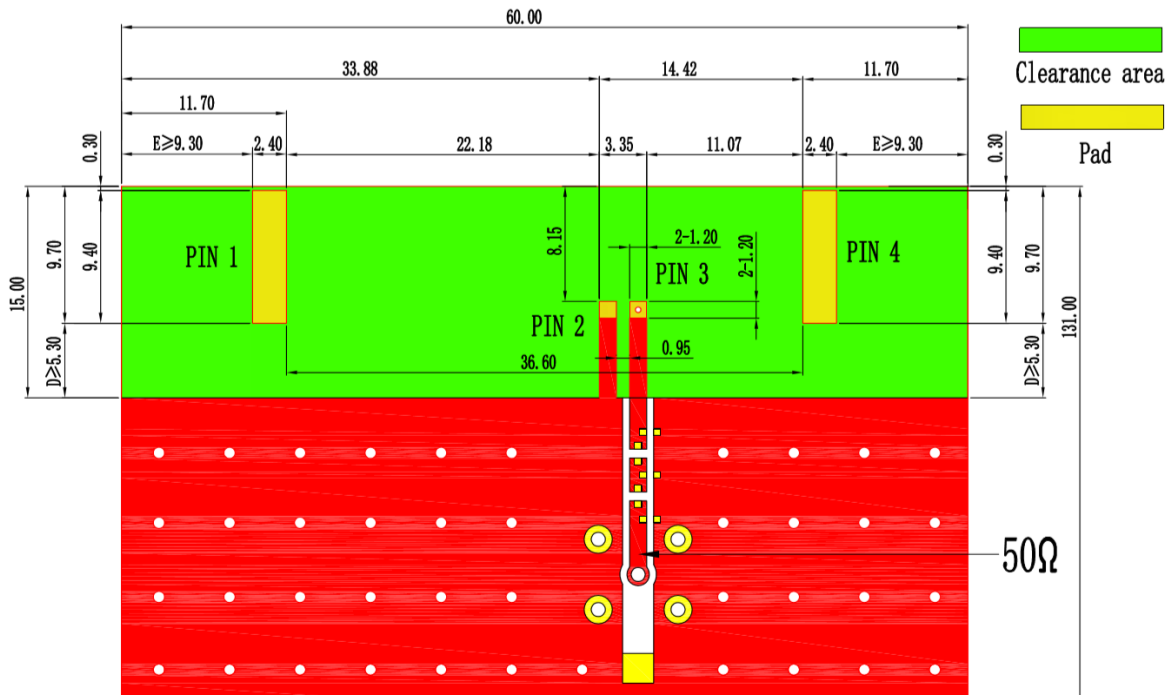 60.00
33.88
14.42
11.70
Clearance area
11.70
0.30
E≥9.30
2.40
22.18
3.35
11.07
2.40
E≥9.30
0.30
Pad
15.00
9.70
9.40
D≥5.30
PIN 1
8.15
2-1.20
2-1.20
PIN 3
PIN 4
PIN 2
0.95
36.60
9.40
9.70
D≥5.30
131.00
50Ω